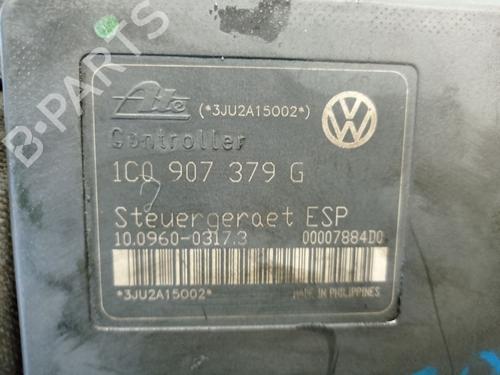 B-PARTS
Ate (*3JU2A15002*)
Controller
1C0 907 379 G
Steuergeraet ESP
10.0960-0317.3 00007884D0
*3JU2A15002* MADE IN PHILIPPINES